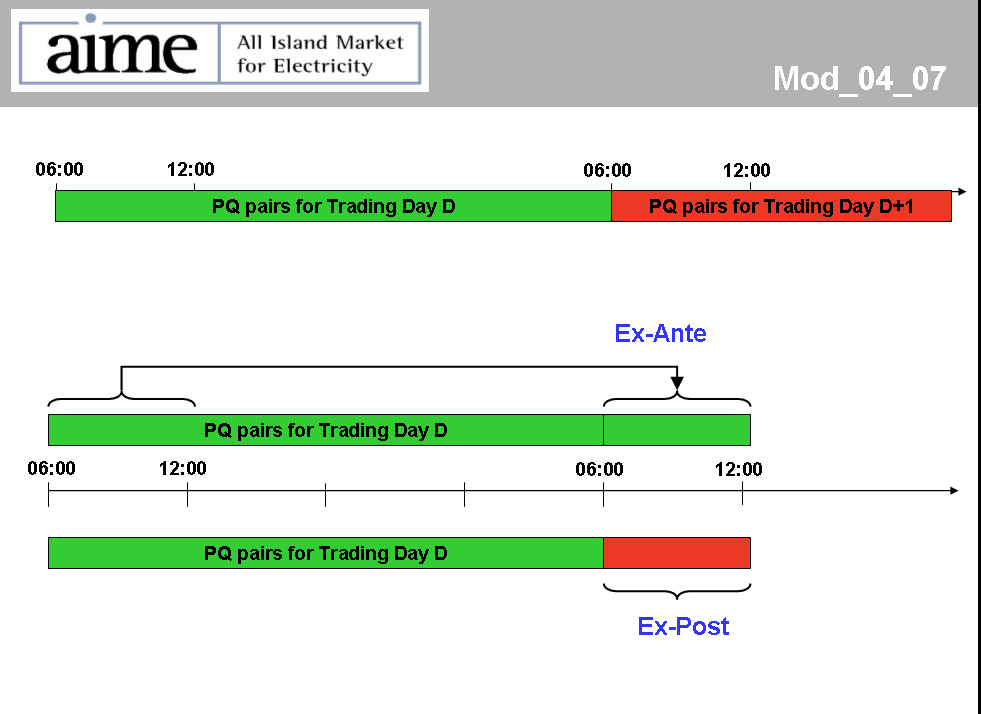 aime
All Island Market
for Electricity
Mod_04_07
06:00 12:00 06:00 12:00
PQ pairs for Trading Day D PQ pairs for Trading Day D+1
Ex-Ante
PQ pairs for Trading Day D
06:00 12:00 06:00 12:00
PQ pairs for Trading Day D
Ex-Post